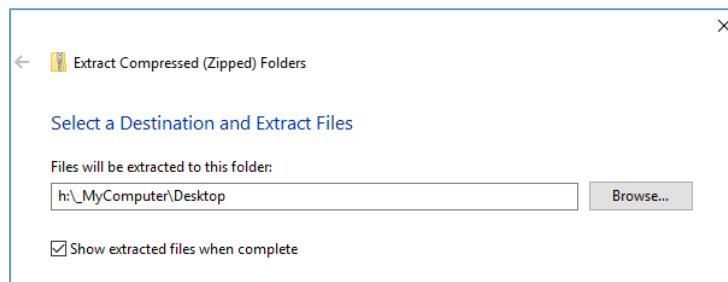 Extract Compressed (Zipped) Folders
Select a Destination and Extract Files
Files will be extracted to this folder:
h:\_MyComputer\Desktop
Browse...
Show extracted files when complete